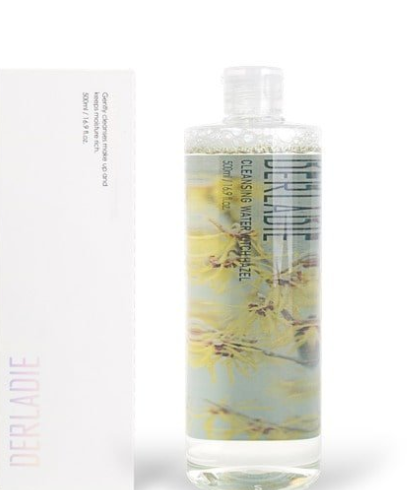 Gently cleanses make up and
keeps moisture rich.
500ml / 16.9 fl.oz.
DERLADIE
DERLADIE
CLEANSING WATER WITCH HAZEL
500ml / 16.9 fl.oz.